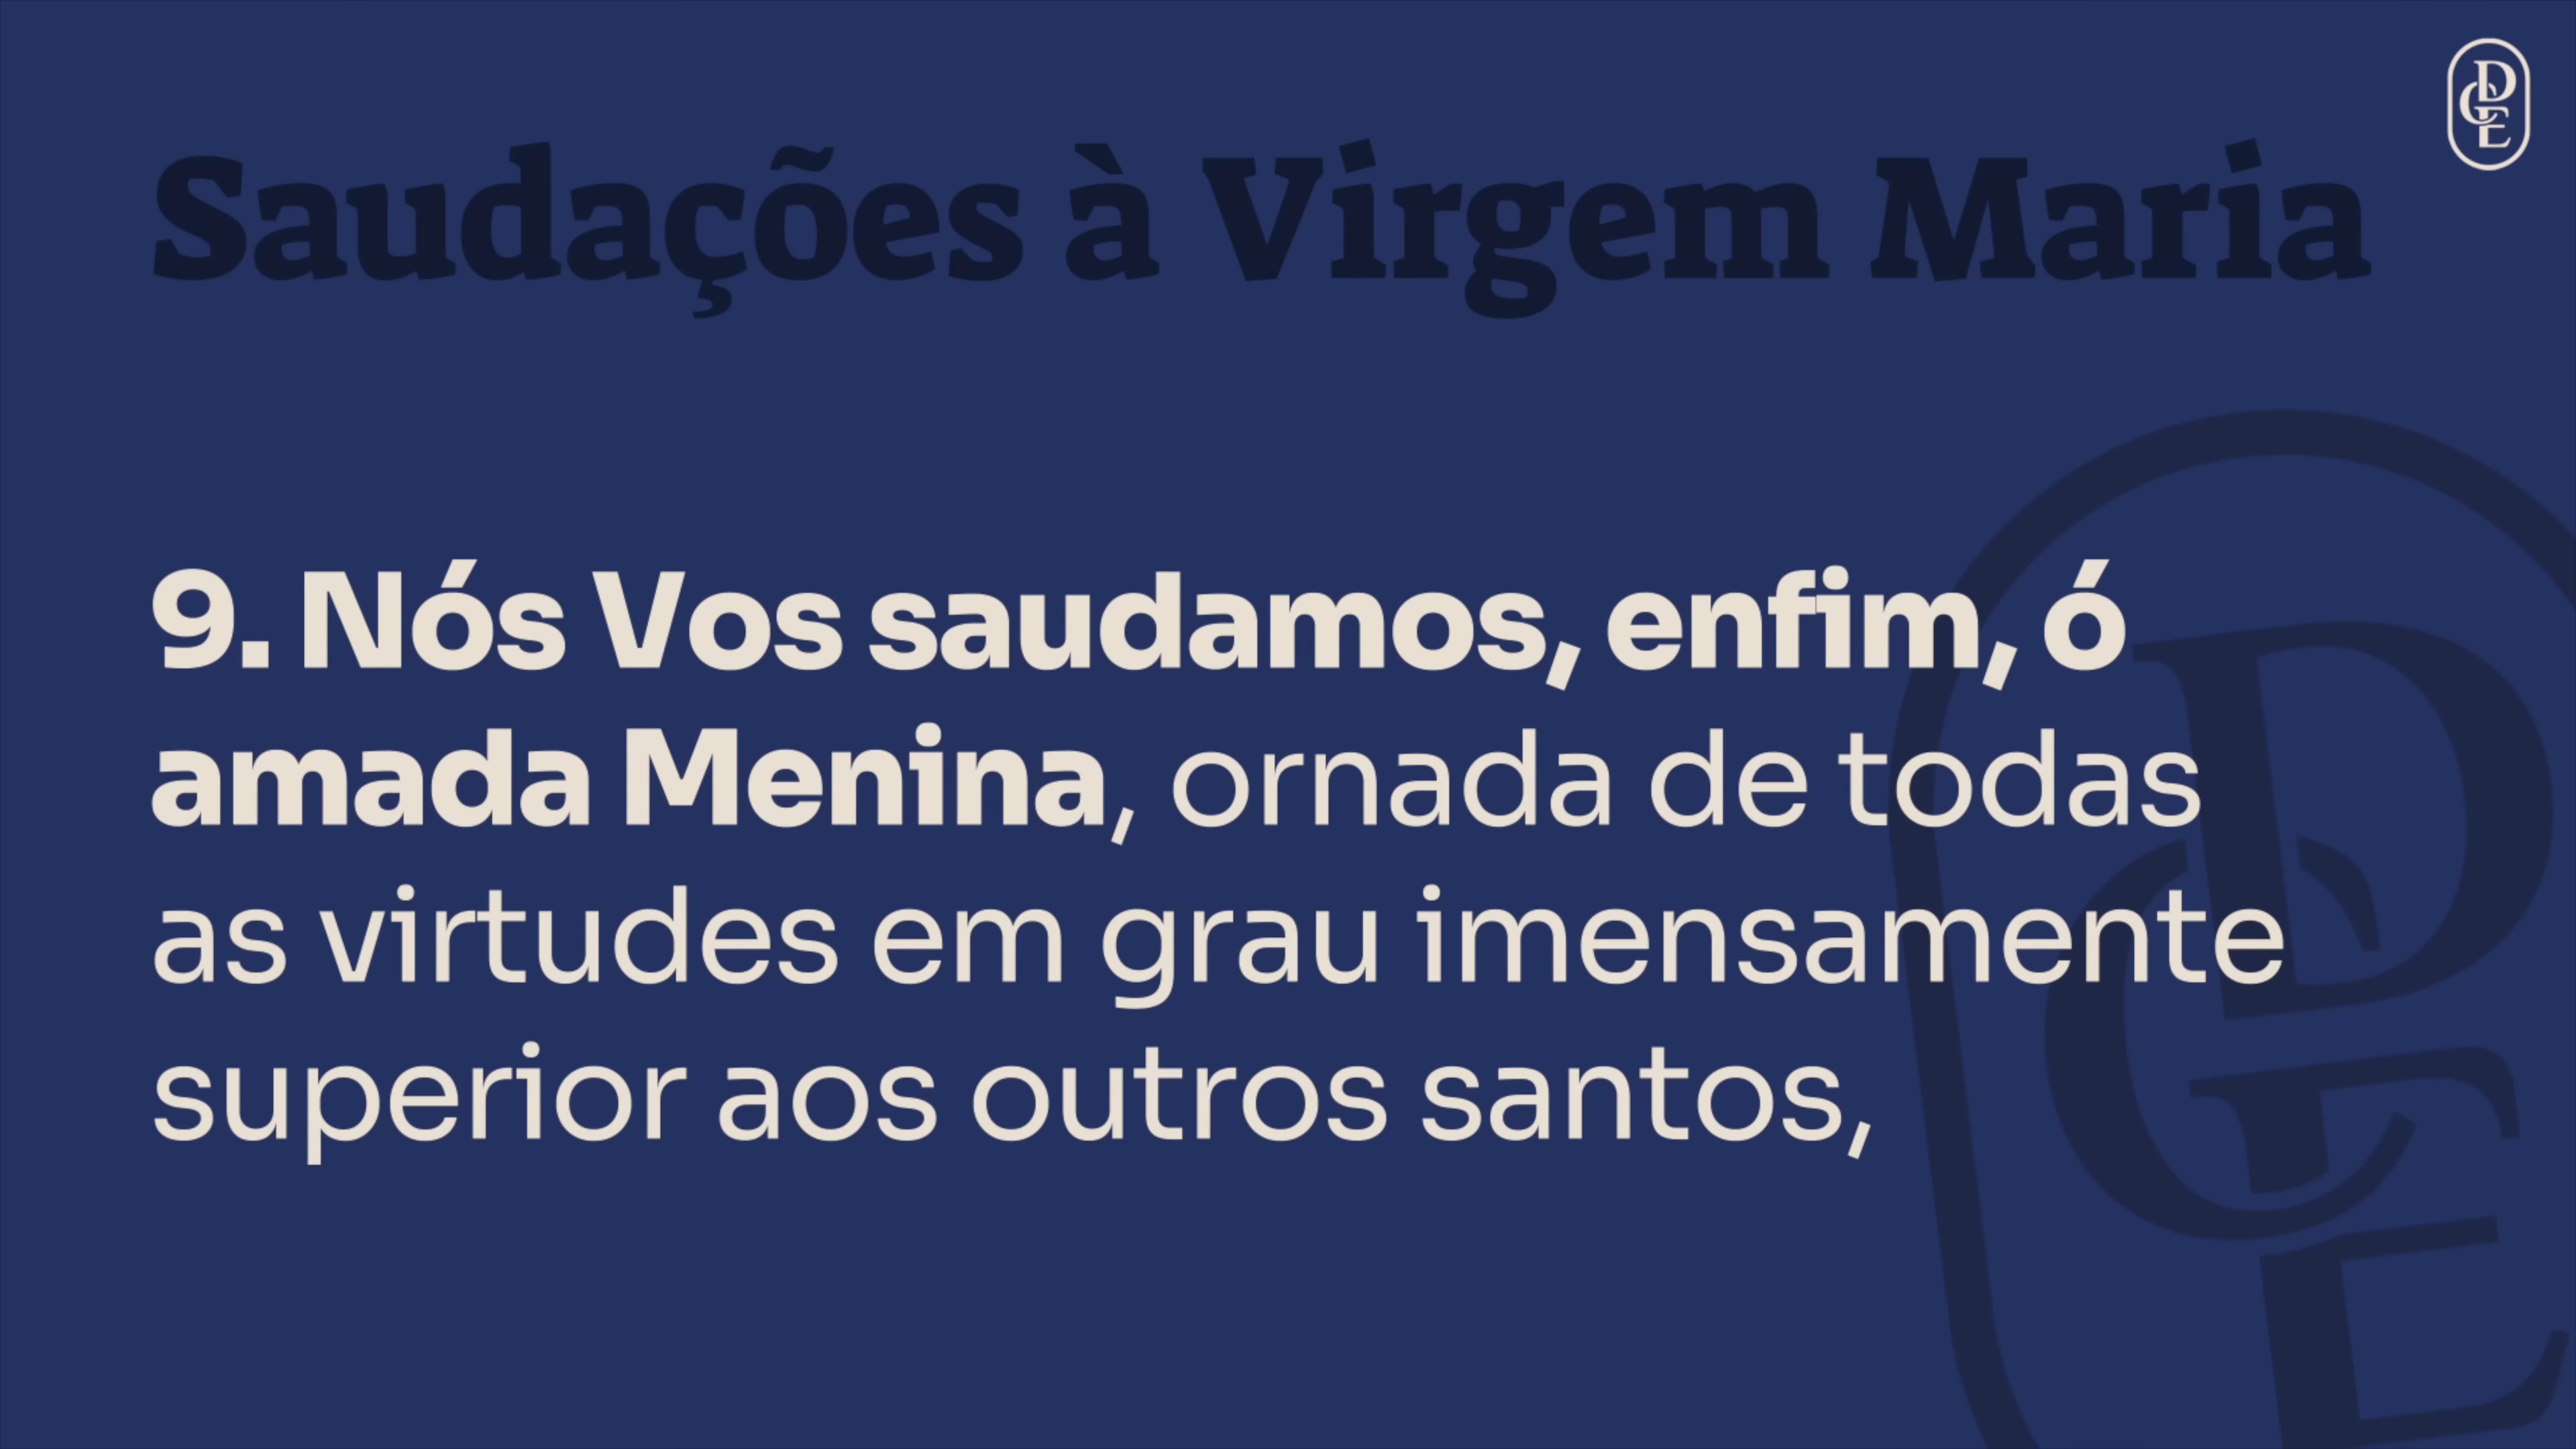 Saudações à Virgem Maria
9. Nós Vos saudamos, enfim, ó
amada Menina, ornada de todas
as virtudes em grau imensamente
superior aos outros santos,